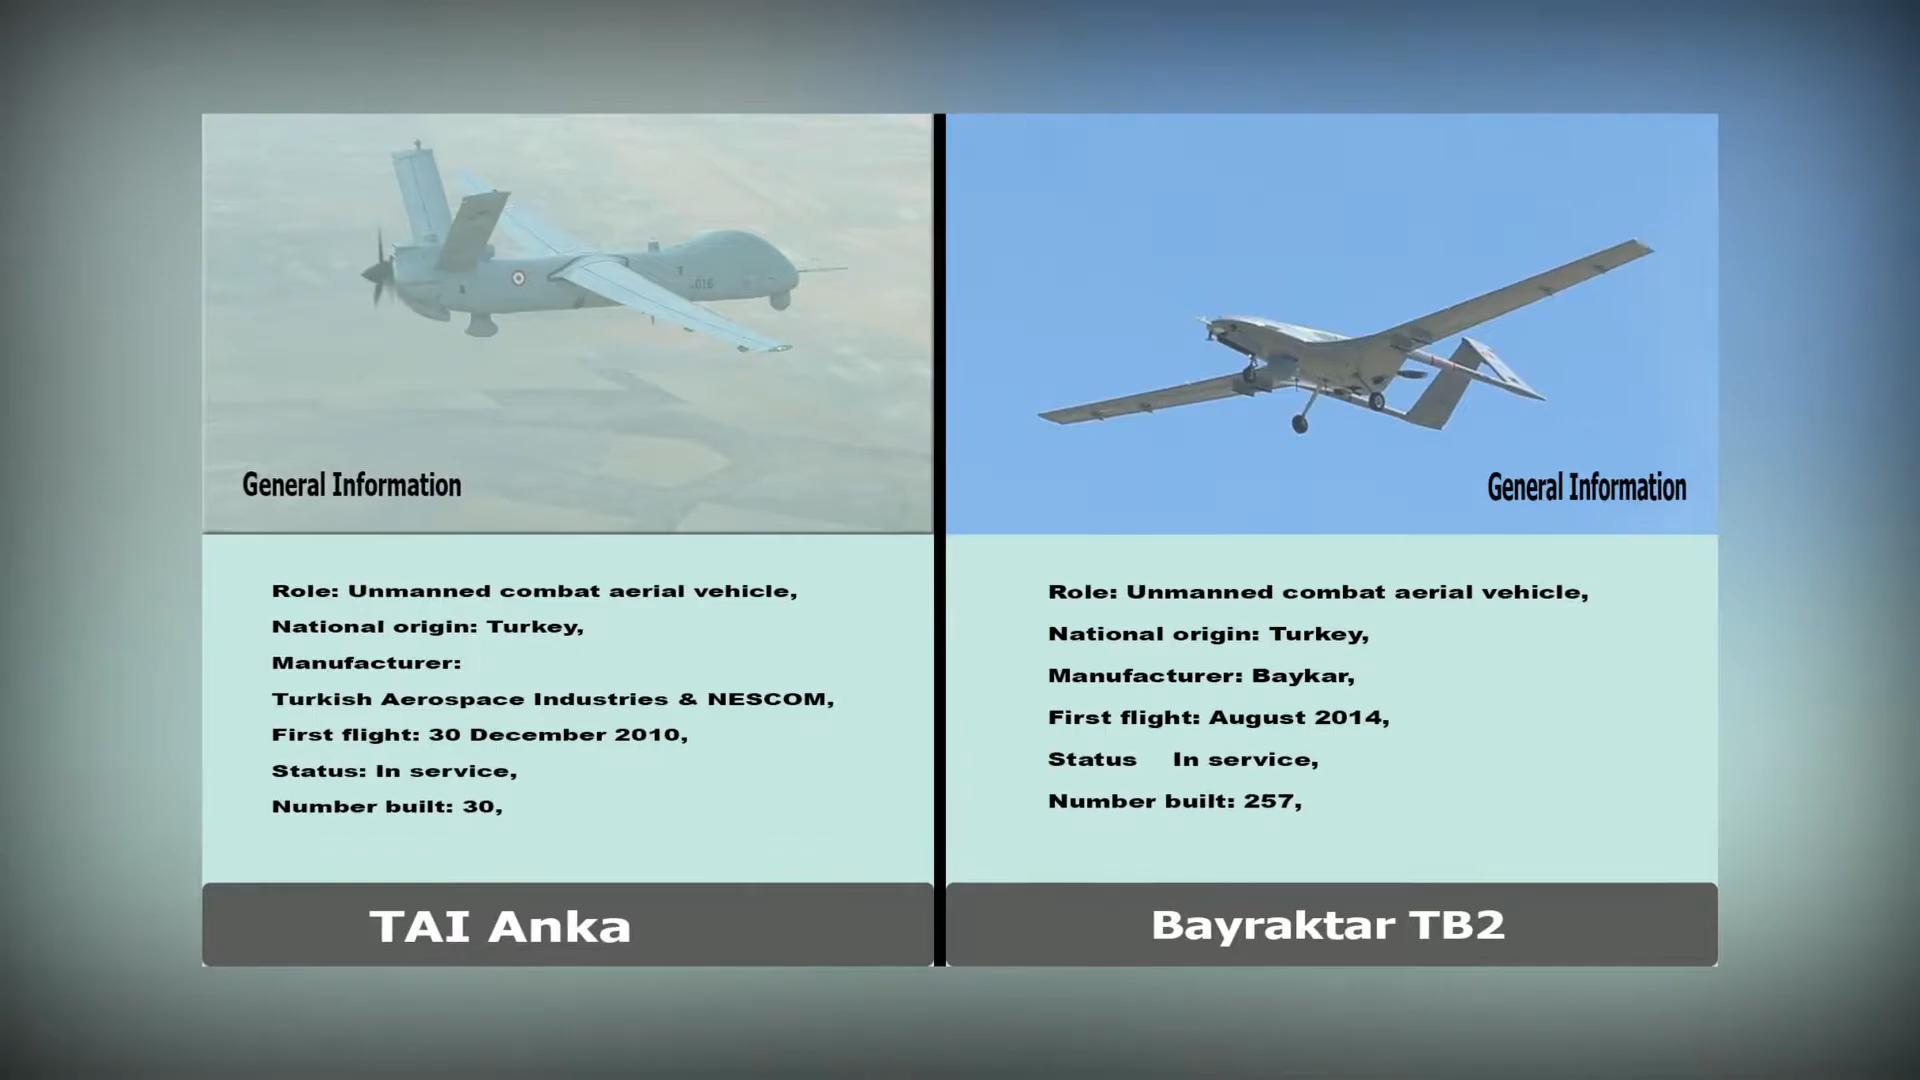 General Information
Role: Unmanned combat aerial vehicle,
National origin: Turkey,
Manufacturer:
Turkish Aerospace Industries & NESCOM,
First flight: 30 December 2010,
Status: In service,
Number built: 30,
TAI Anka
General Information
Role: Unmanned combat aerial vehicle,
National origin: Turkey,
Manufacturer: Baykar,
First flight: August 2014,
Status In service,
Number built: 257,
Bayraktar TB2